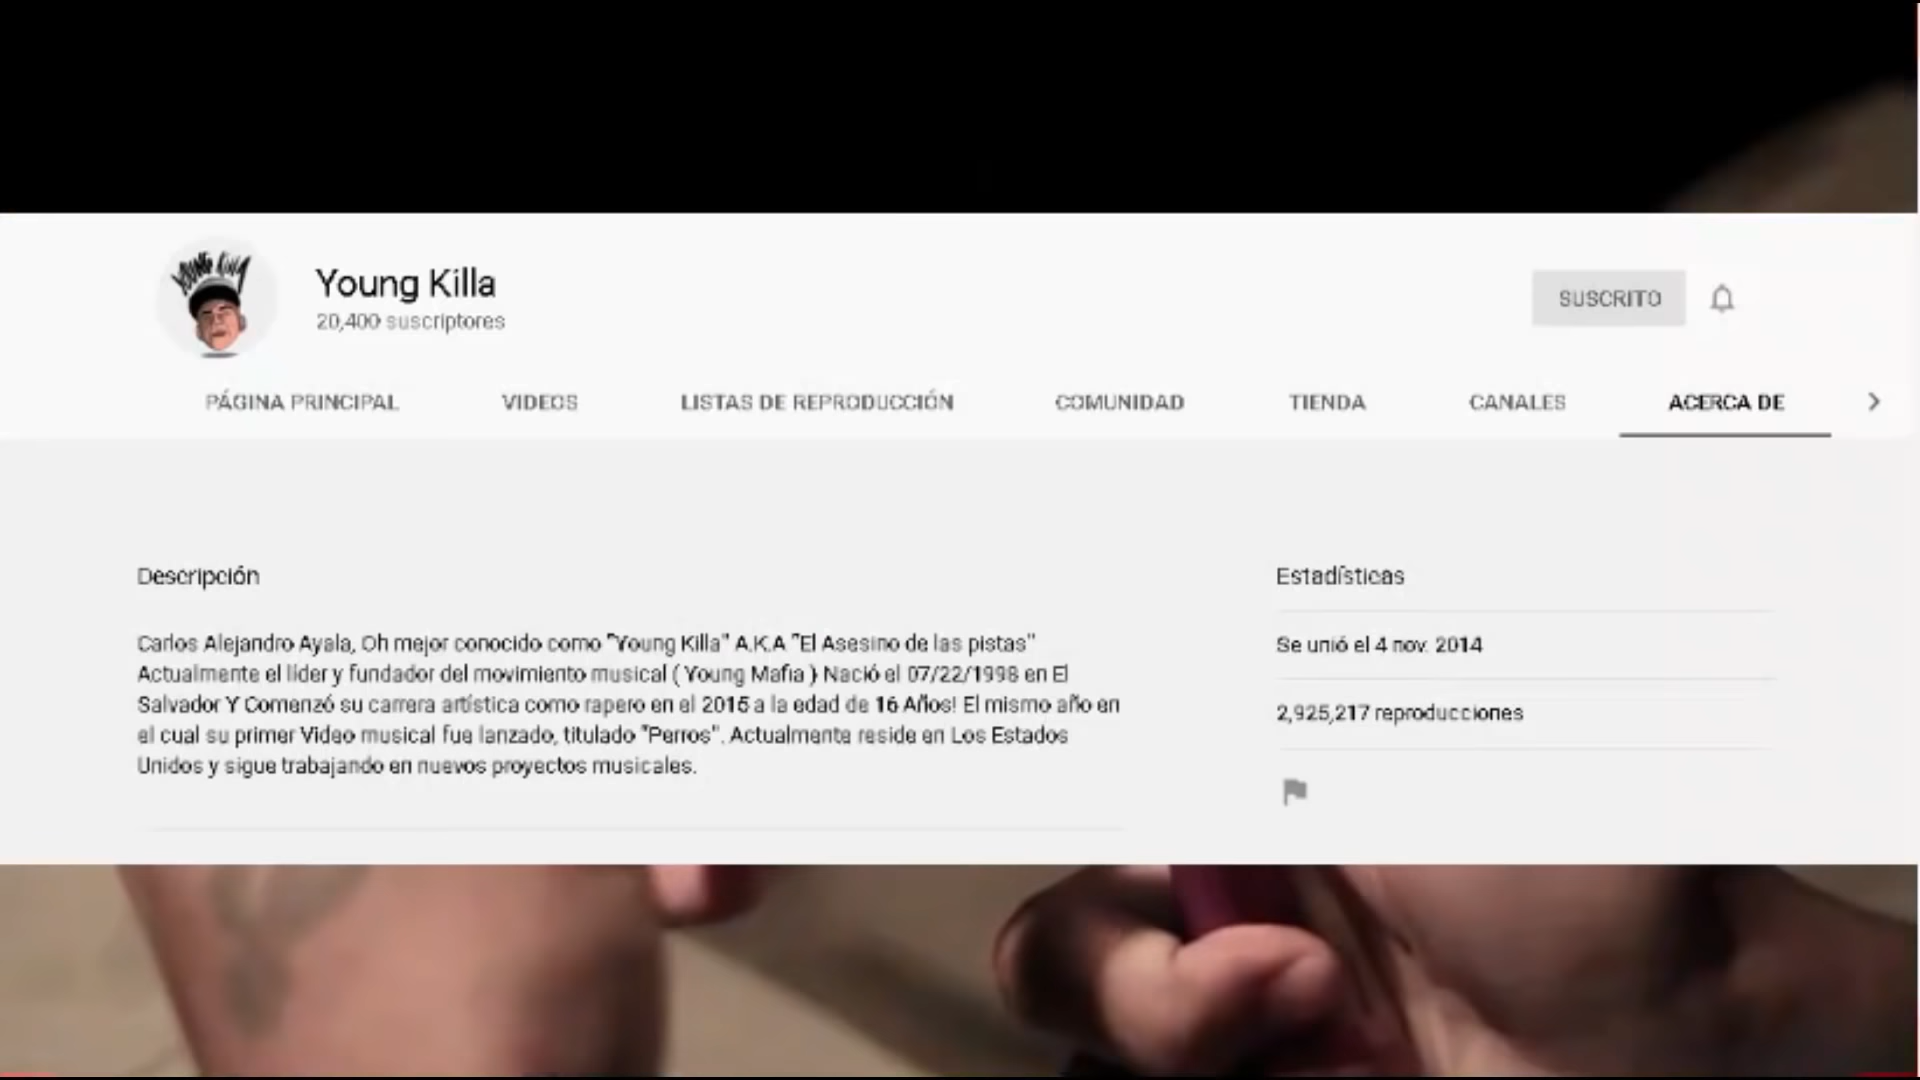 YOUNG KILLA
Young Killa
20,400 suscriptores
SUSCRITO
PÁGINA PRINCIPAL VIDEOS LISTAS DE REPRODUCCIÓN COMUNIDAD TIENDA CANALES ACERCA DE
Descripción
Carlos Alejandro Ayala, Oh mejor conocido como "Young Killa" A.K.A "El Asesino de las pistas"
Actualmente el líder y fundador del movimiento musical ( Young Mafia ) Nació el 07/22/1998 en El
Salvador Y Comenzó su carrera artística como rapero en el 2015 a la edad de 16 Años! El mismo año en
el cual su primer Video musical fue lanzado, titulado "Perros". Actualmente reside en Los Estados
Unidos y sigue trabajando en nuevos proyectos musicales.
Estadísticas
Se unió el 4 nov. 2014
2,925,217 reproducciones